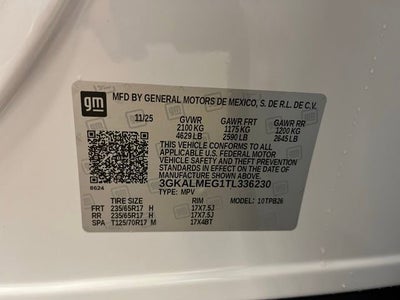 gm
MFD BY GENERAL MOTORS DE MEXICO, S. DE R.L. DE C.V.
11/25 GVWR GAWR FRT GAWR RR
2100 KG 1175 KG 1200 KG
4629 LB 2590 LB 2645 LB
THIS VEHICLE CONFORMS TO ALL
APPLICABLE U.S. FEDERAL MOTOR
VEHICLE SAFETY, BUMPER, AND
THEFT PREVENTION STANDARDS
IN EFFECT ON THE DATE OF
MANUFACTURE SHOWN ABOVE.
8624 3GKALMEG1TL336230
TYPE: MPV
TIRE SIZE RIM MODEL: 10TPB26
FRT 235/65R17 H 17X7.5J
RR 235/65R17 H 17X7.5J
SPA T125/70R17 M 17X4BT